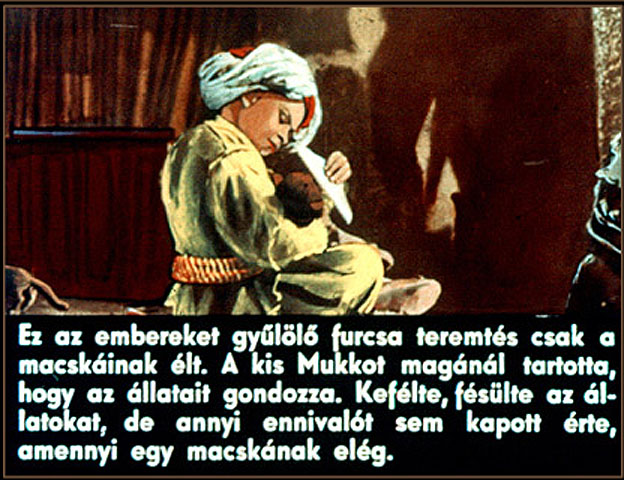 Ez az embereket gyűlölő furcsa teremtés csak a
macskáinak élt. A kis Mukkot magánál tartotta,
hogy az állatait gondozza. Kefélte, fésülte az ál-
latokat, de annyi ennivalót sem kapott érte,
amennyi egy macskának elég.